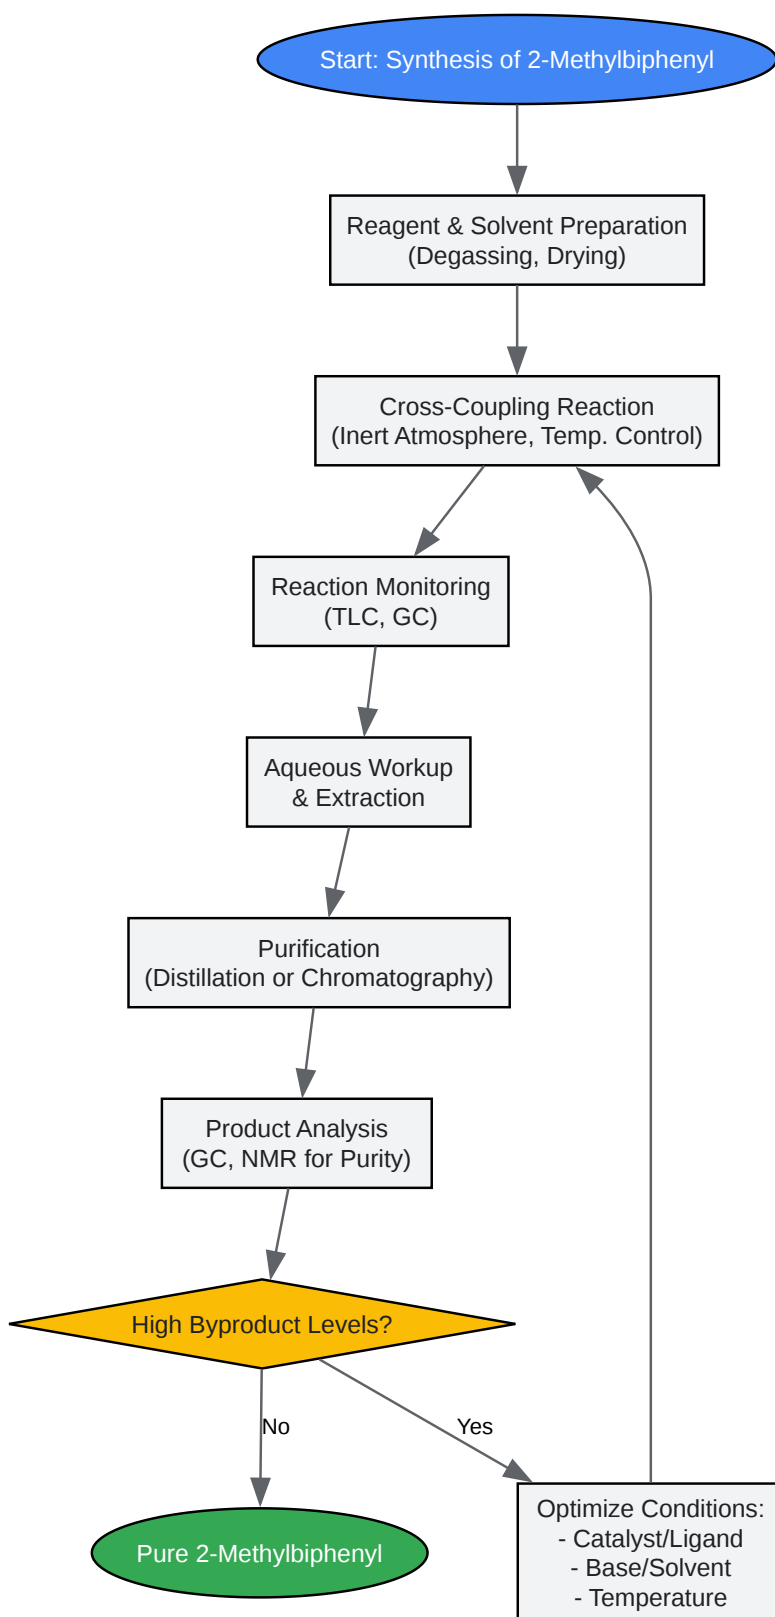 Start: Synthesis of 2-Methylbiphenyl
Reagent & Solvent Preparation
(Degassing, Drying)
Cross-Coupling Reaction
(Inert Atmosphere, Temp. Control)
Reaction Monitoring
(TLC, GC)
Aqueous Workup
& Extraction
Purification
(Distillation or Chromatography)
Product Analysis
(GC, NMR for Purity)
High Byproduct Levels?
No
Yes
Pure 2-Methylbiphenyl
Optimize Conditions:
- Catalyst/Ligand
- Base/Solvent
- Temperature